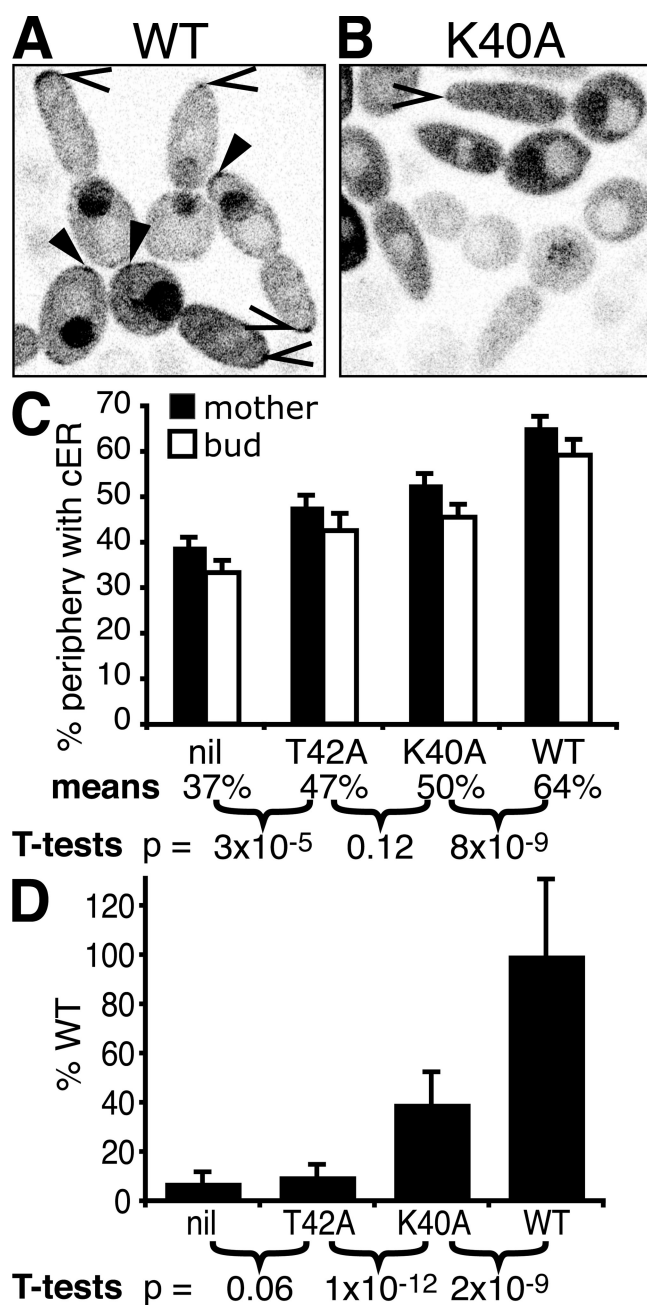 A WT
B K40A
C
% periphery with cER
70
60
50
40
30
20
10
0
mother
bud
nil T42A K40A WT
means 37% 47% 50% 64%
T-tests p = 3x10-5 0.12 8x10-9
D
% WT
120
100
80
60
40
20
0
nil T42A K40A WT
T-tests p = 0.06 1x10-12 2x10-9